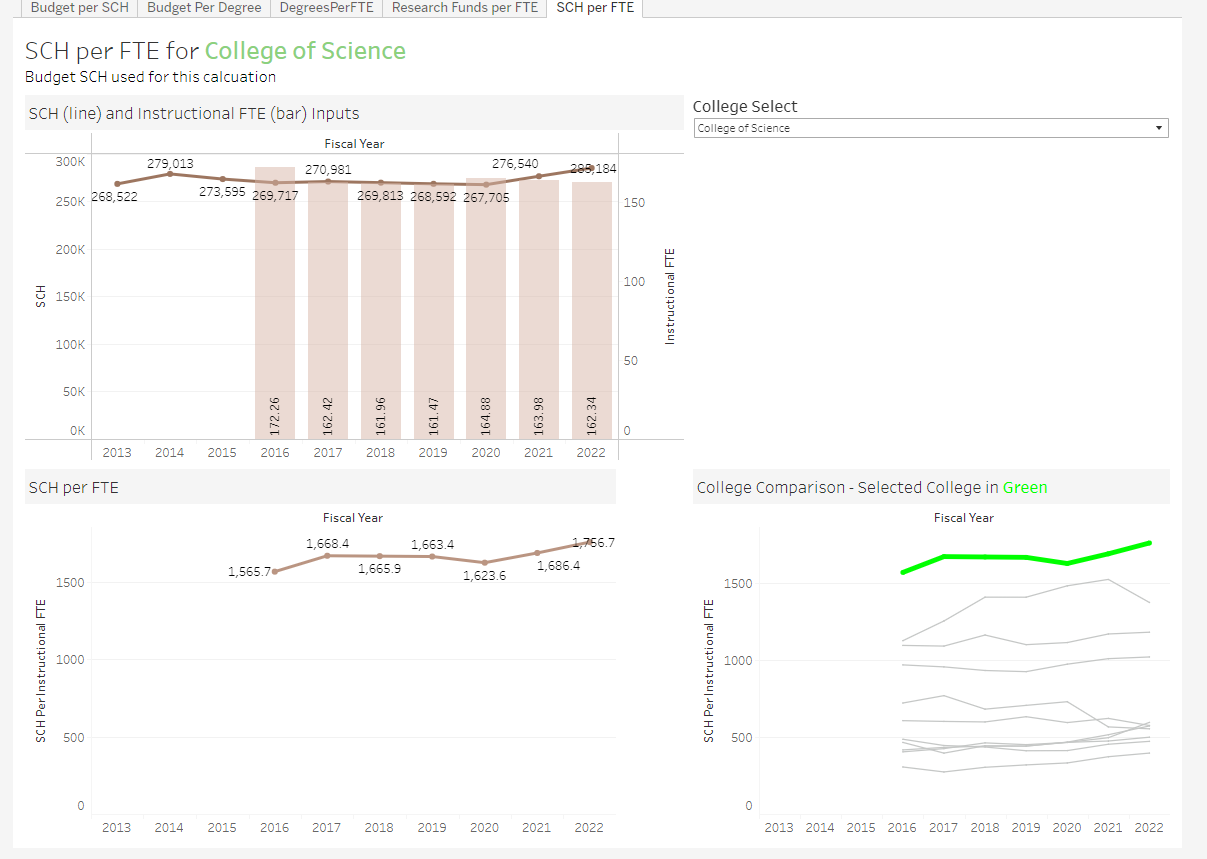 Budget per SCH Budget Per Degree DegreesPerFTE Research Funds per FTE SCH per FTE
SCH per FTE for College of Science
Budget SCH used for this calcuation
SCH (line) and Instructional FTE (bar) Inputs
College Select
College of Science
Fiscal Year
SCH
300K
250K
200K
150K
100K
50K
0K
268,522
279,013
273,595
269,717
270,981
269,813
268,592
267,705
276,540
285,184
172.26
162.42
161.96
161.47
164.88
163.98
162.34
150
100
50
0
Instructional FTE
2013 2014 2015 2016 2017 2018 2019 2020 2021 2022
SCH per FTE
Fiscal Year
SCH Per Instructional FTE
1500
1000
500
0
1,565.7
1,668.4
1,665.9
1,663.4
1,623.6
1,686.4
1,756.7
2013 2014 2015 2016 2017 2018 2019 2020 2021 2022
College Comparison - Selected College in Green
Fiscal Year
SCH Per Instructional FTE
1500
1000
500
0
2013 2014 2015 2016 2017 2018 2019 2020 2021 2022